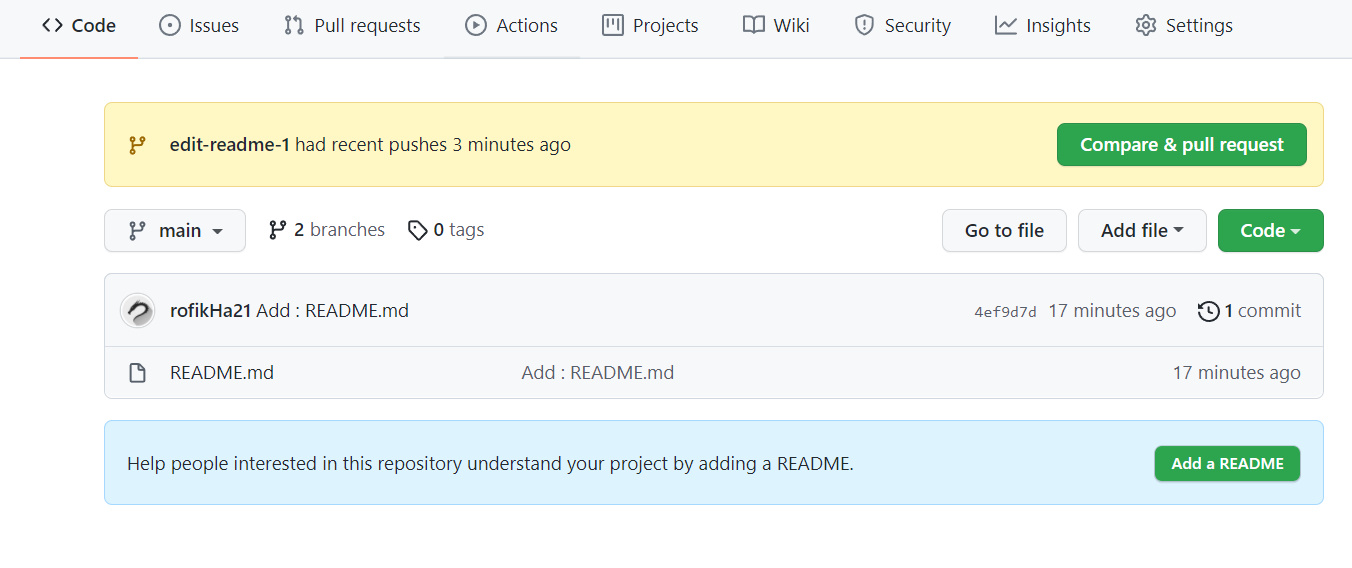 Code Issues Pull requests Actions Projects Wiki Security Insights Settings
edit-readme-1 had recent pushes 3 minutes ago Compare & pull request
main 2 branches 0 tags Go to file Add file Code
rofikHa21 Add : README.md 4ef9d7d 17 minutes ago 1 commit
README.md Add : README.md 17 minutes ago
Help people interested in this repository understand your project by adding a README. Add a README